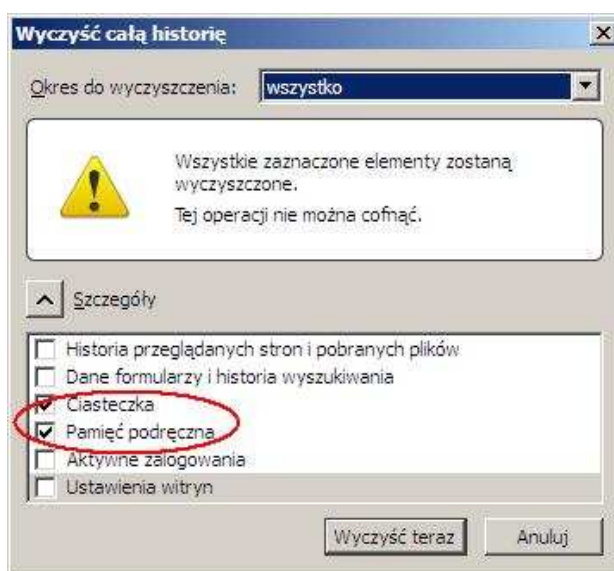 Wyczyść całą historię
Okres do wyczyszczenia: wszystko
Wszystkie zaznaczone elementy zostaną
wyczyszczone.
Tej operacji nie można cofnąć.
Szczegóły
Historia przeglądanych stron i pobranych plików
Dane formularzy i historia wyszukiwania
Ciasteczka
Pamięć podręczna
Aktywne zalogowania
Ustawienia witryn
Wyczyść teraz Anuluj